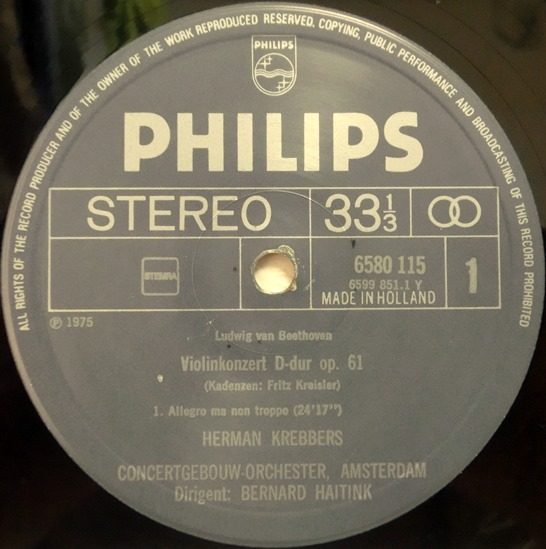 ALL RIGHTS OF THE RECORD PRODUCER AND OF THE OWNER OF THE WORK REPRODUCED RESERVED. COPYING, PUBLIC PERFORMANCE AND BROADCASTING OF THIS RECORD PROHIBITED
PHILIPS
PHILIPS
STEREO 33 1/3
STEMRA 6580 115 1
6599 851.1 Y
MADE IN HOLLAND
℗ 1975
Ludwig van Beethoven
Violinkonzert D-dur op. 61
(Kadenzen: Fritz Kreisler)
1. Allegro ma non troppo (24'17")
HERMAN KREBBERS
CONCERTGEBOUW-ORCHESTER, AMSTERDAM
Dirigent: BERNARD HAITINK